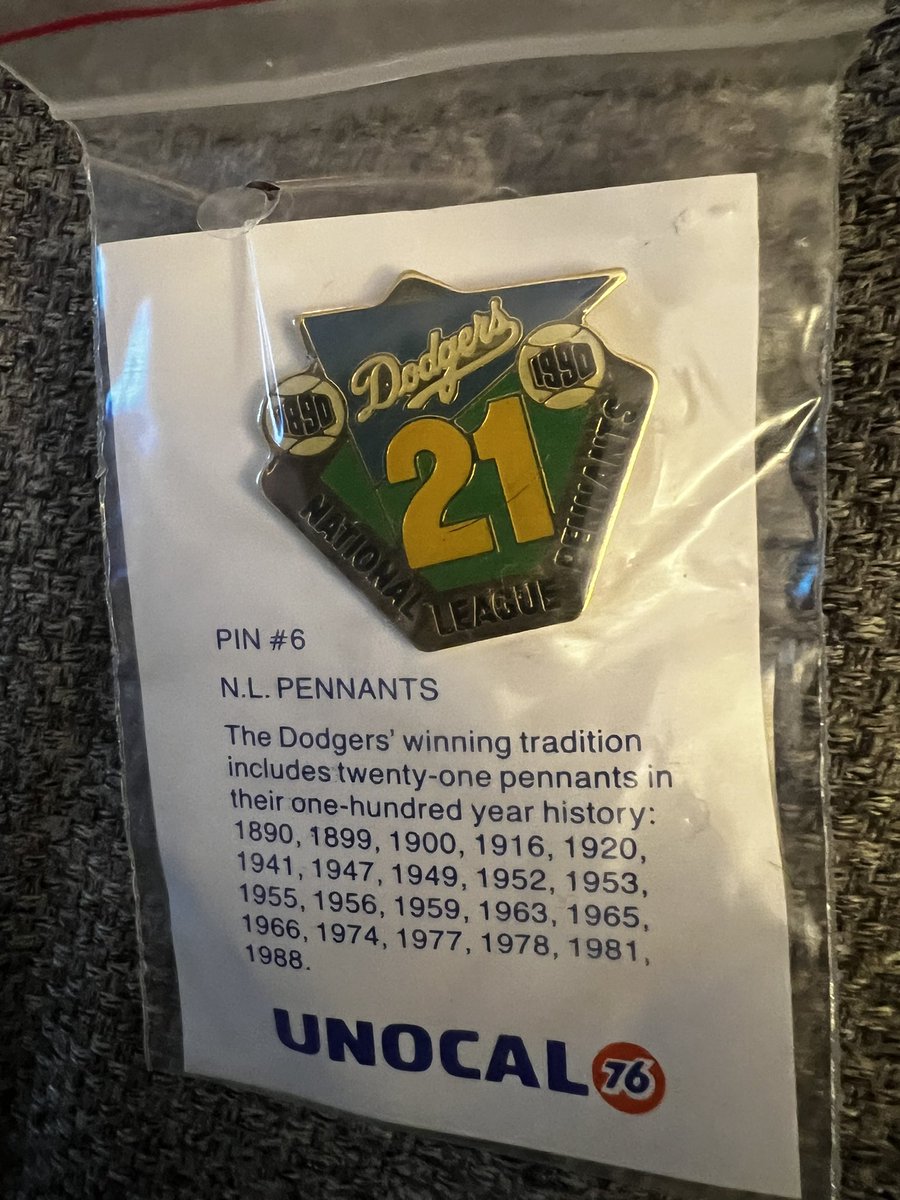 Dodgers
1890
1990
21
NATIONAL LEAGUE PENNANTS
PIN #6
N.L. PENNANTS
The Dodgers' winning tradition
includes twenty-one pennants in
their one-hundred year history:
1890, 1899, 1900, 1916, 1920,
1941, 1947, 1949, 1952, 1953,
1955, 1956, 1959, 1963, 1965,
1966, 1974, 1977, 1978, 1981,
1988.
UNOCAL 76